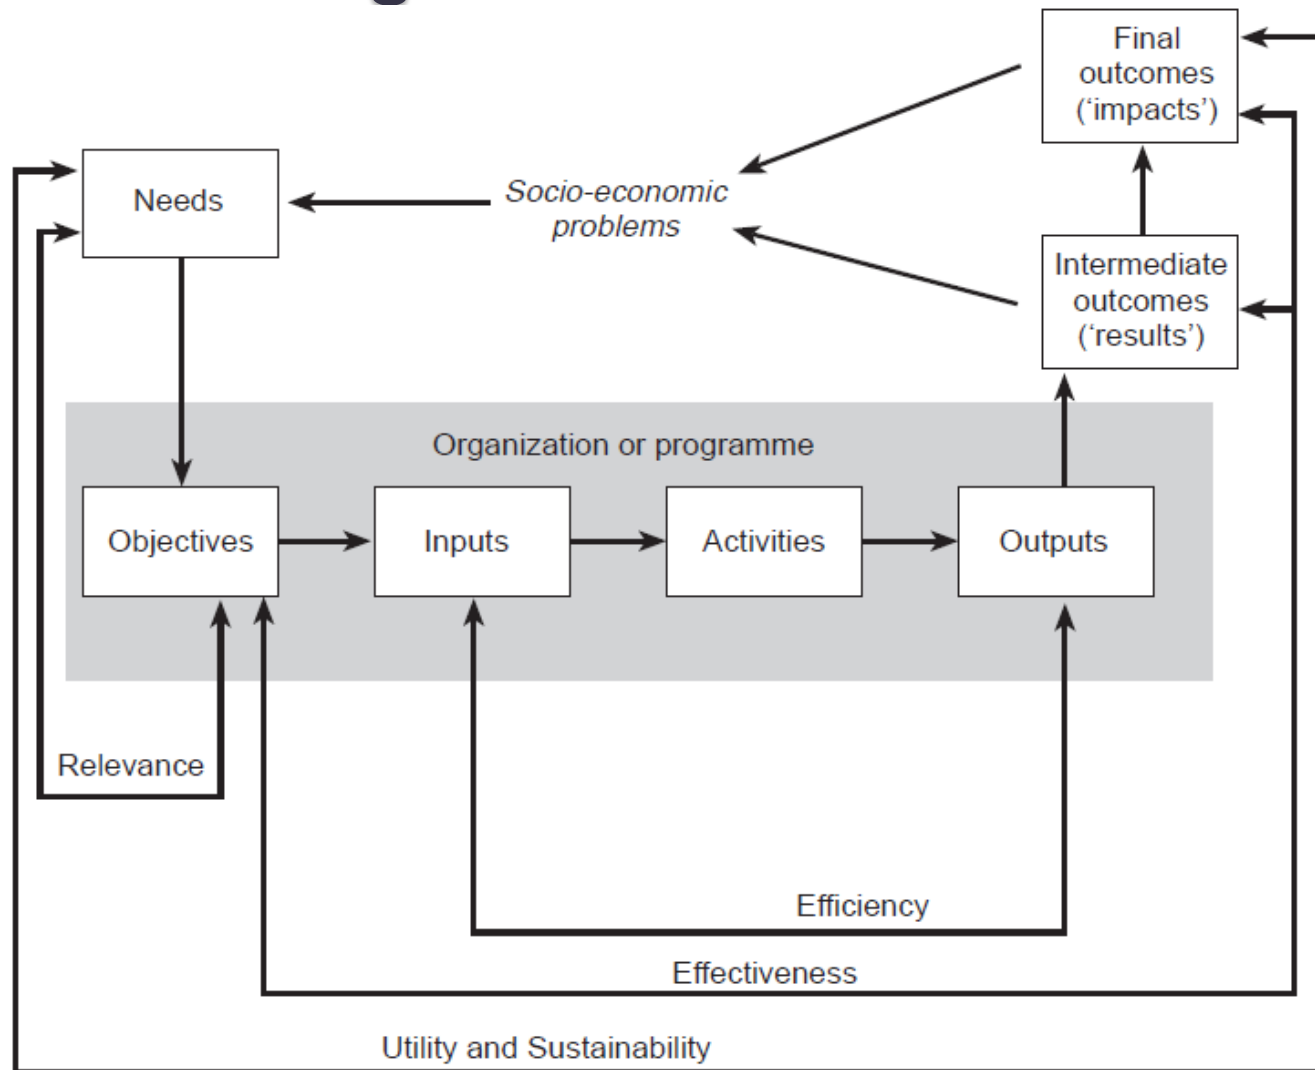 Final
outcomes
(‘impacts’)
Needs
Socio-economic
problems
Intermediate
outcomes
(‘results’)
Organization or programme
Objectives
Inputs
Activities
Outputs
Relevance
Efficiency
Effectiveness
Utility and Sustainability